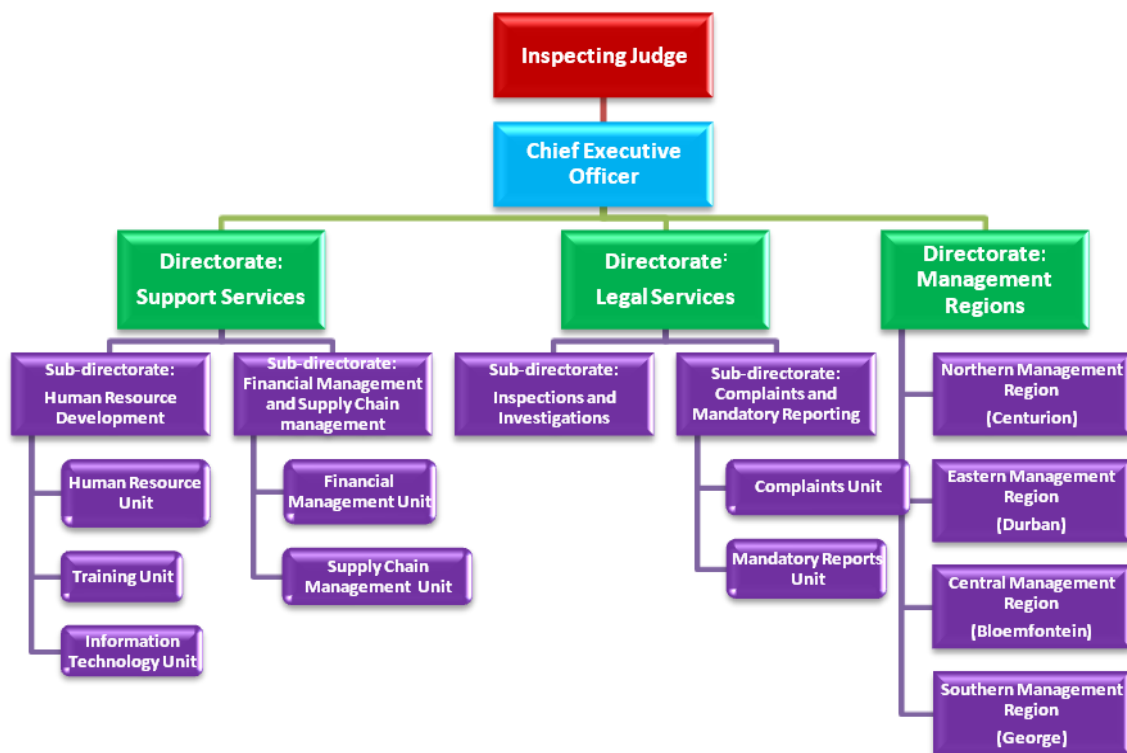 Inspecting Judge
Chief Executive
Officer
Directorate:
Support Services
Directorate:
Legal Services
Directorate:
Management
Regions
Sub-directorate:
Human Resource
Development
Sub-directorate:
Financial Management
and Supply Chain
management
Sub-directorate:
Inspections and
Investigations
Sub-directorate:
Complaints and
Mandatory Reporting
Northern Management
Region
(Centurion)
Human Resource
Unit
Financial
Management Unit
Complaints Unit
Eastern Management
Region
(Durban)
Training Unit
Supply Chain
Management Unit
Mandatory Reports
Unit
Central Management
Region
(Bloemfontein)
Information
Technology Unit
Southern Management
Region
(George)